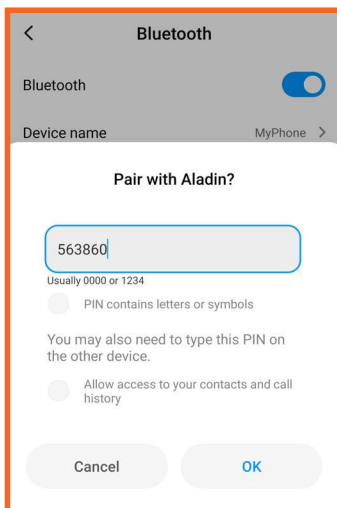 Bluetooth
Bluetooth
Device name MyPhone
Pair with Aladin?
563860
Usually 0000 or 1234
PIN contains letters or symbols
You may also need to type this PIN on
the other device.
Allow access to your contacts and call
history
Cancel OK